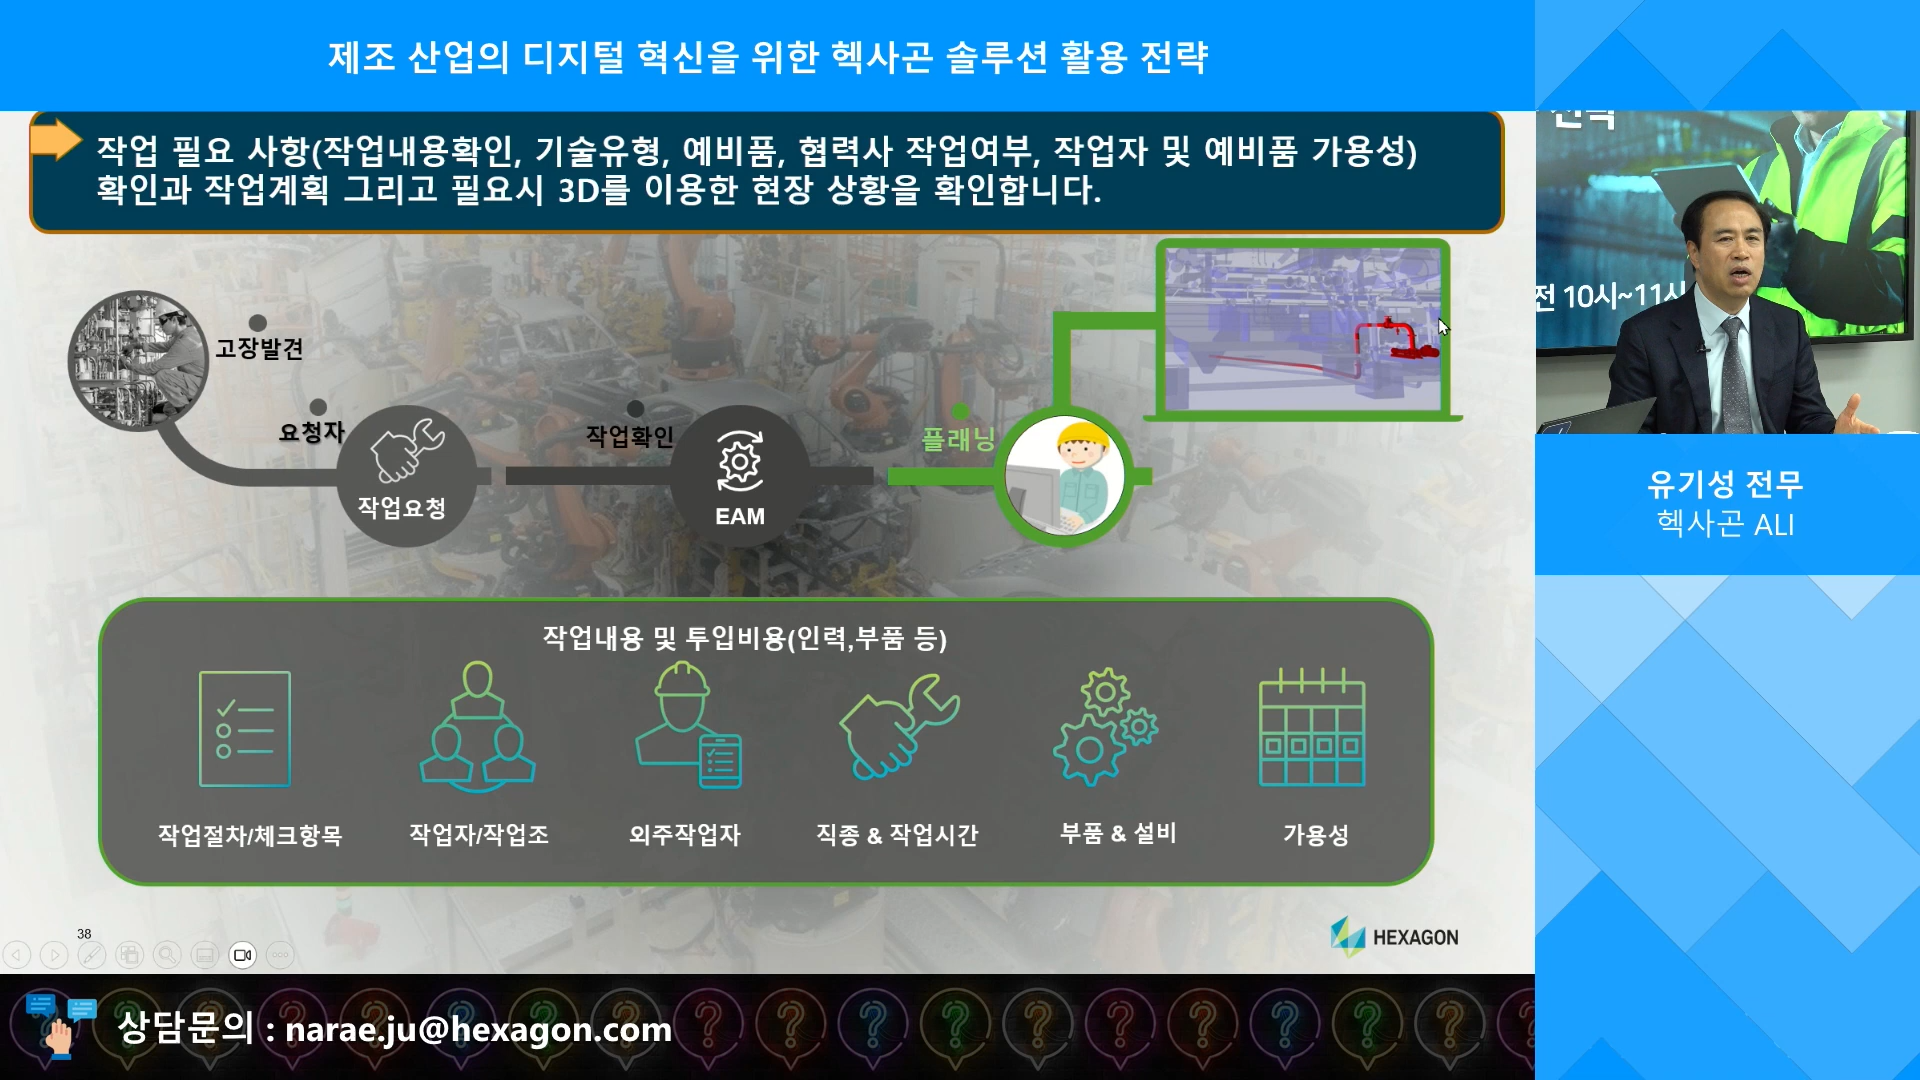 제조 산업의 디지털 혁신을 위한 헥사곤 솔루션 활용 전략
작업 필요 사항(작업내용확인, 기술유형, 예비품, 협력사 작업여부, 작업자 및 예비품 가용성)
확인과 작업계획 그리고 필요시 3D를 이용한 현장 상황을 확인합니다.
고장발견
요청자
작업요청
작업확인
EAM
플래닝
작업내용 및 투입비용(인력,부품 등)
작업절차/체크항목
작업자/작업조
외주작업자
직종 & 작업시간
부품 & 설비
가용성
38
HEXAGON
상담문의 : narae.ju@hexagon.com
전략
전 10시~11시
유기성 전무
헥사곤 ALI